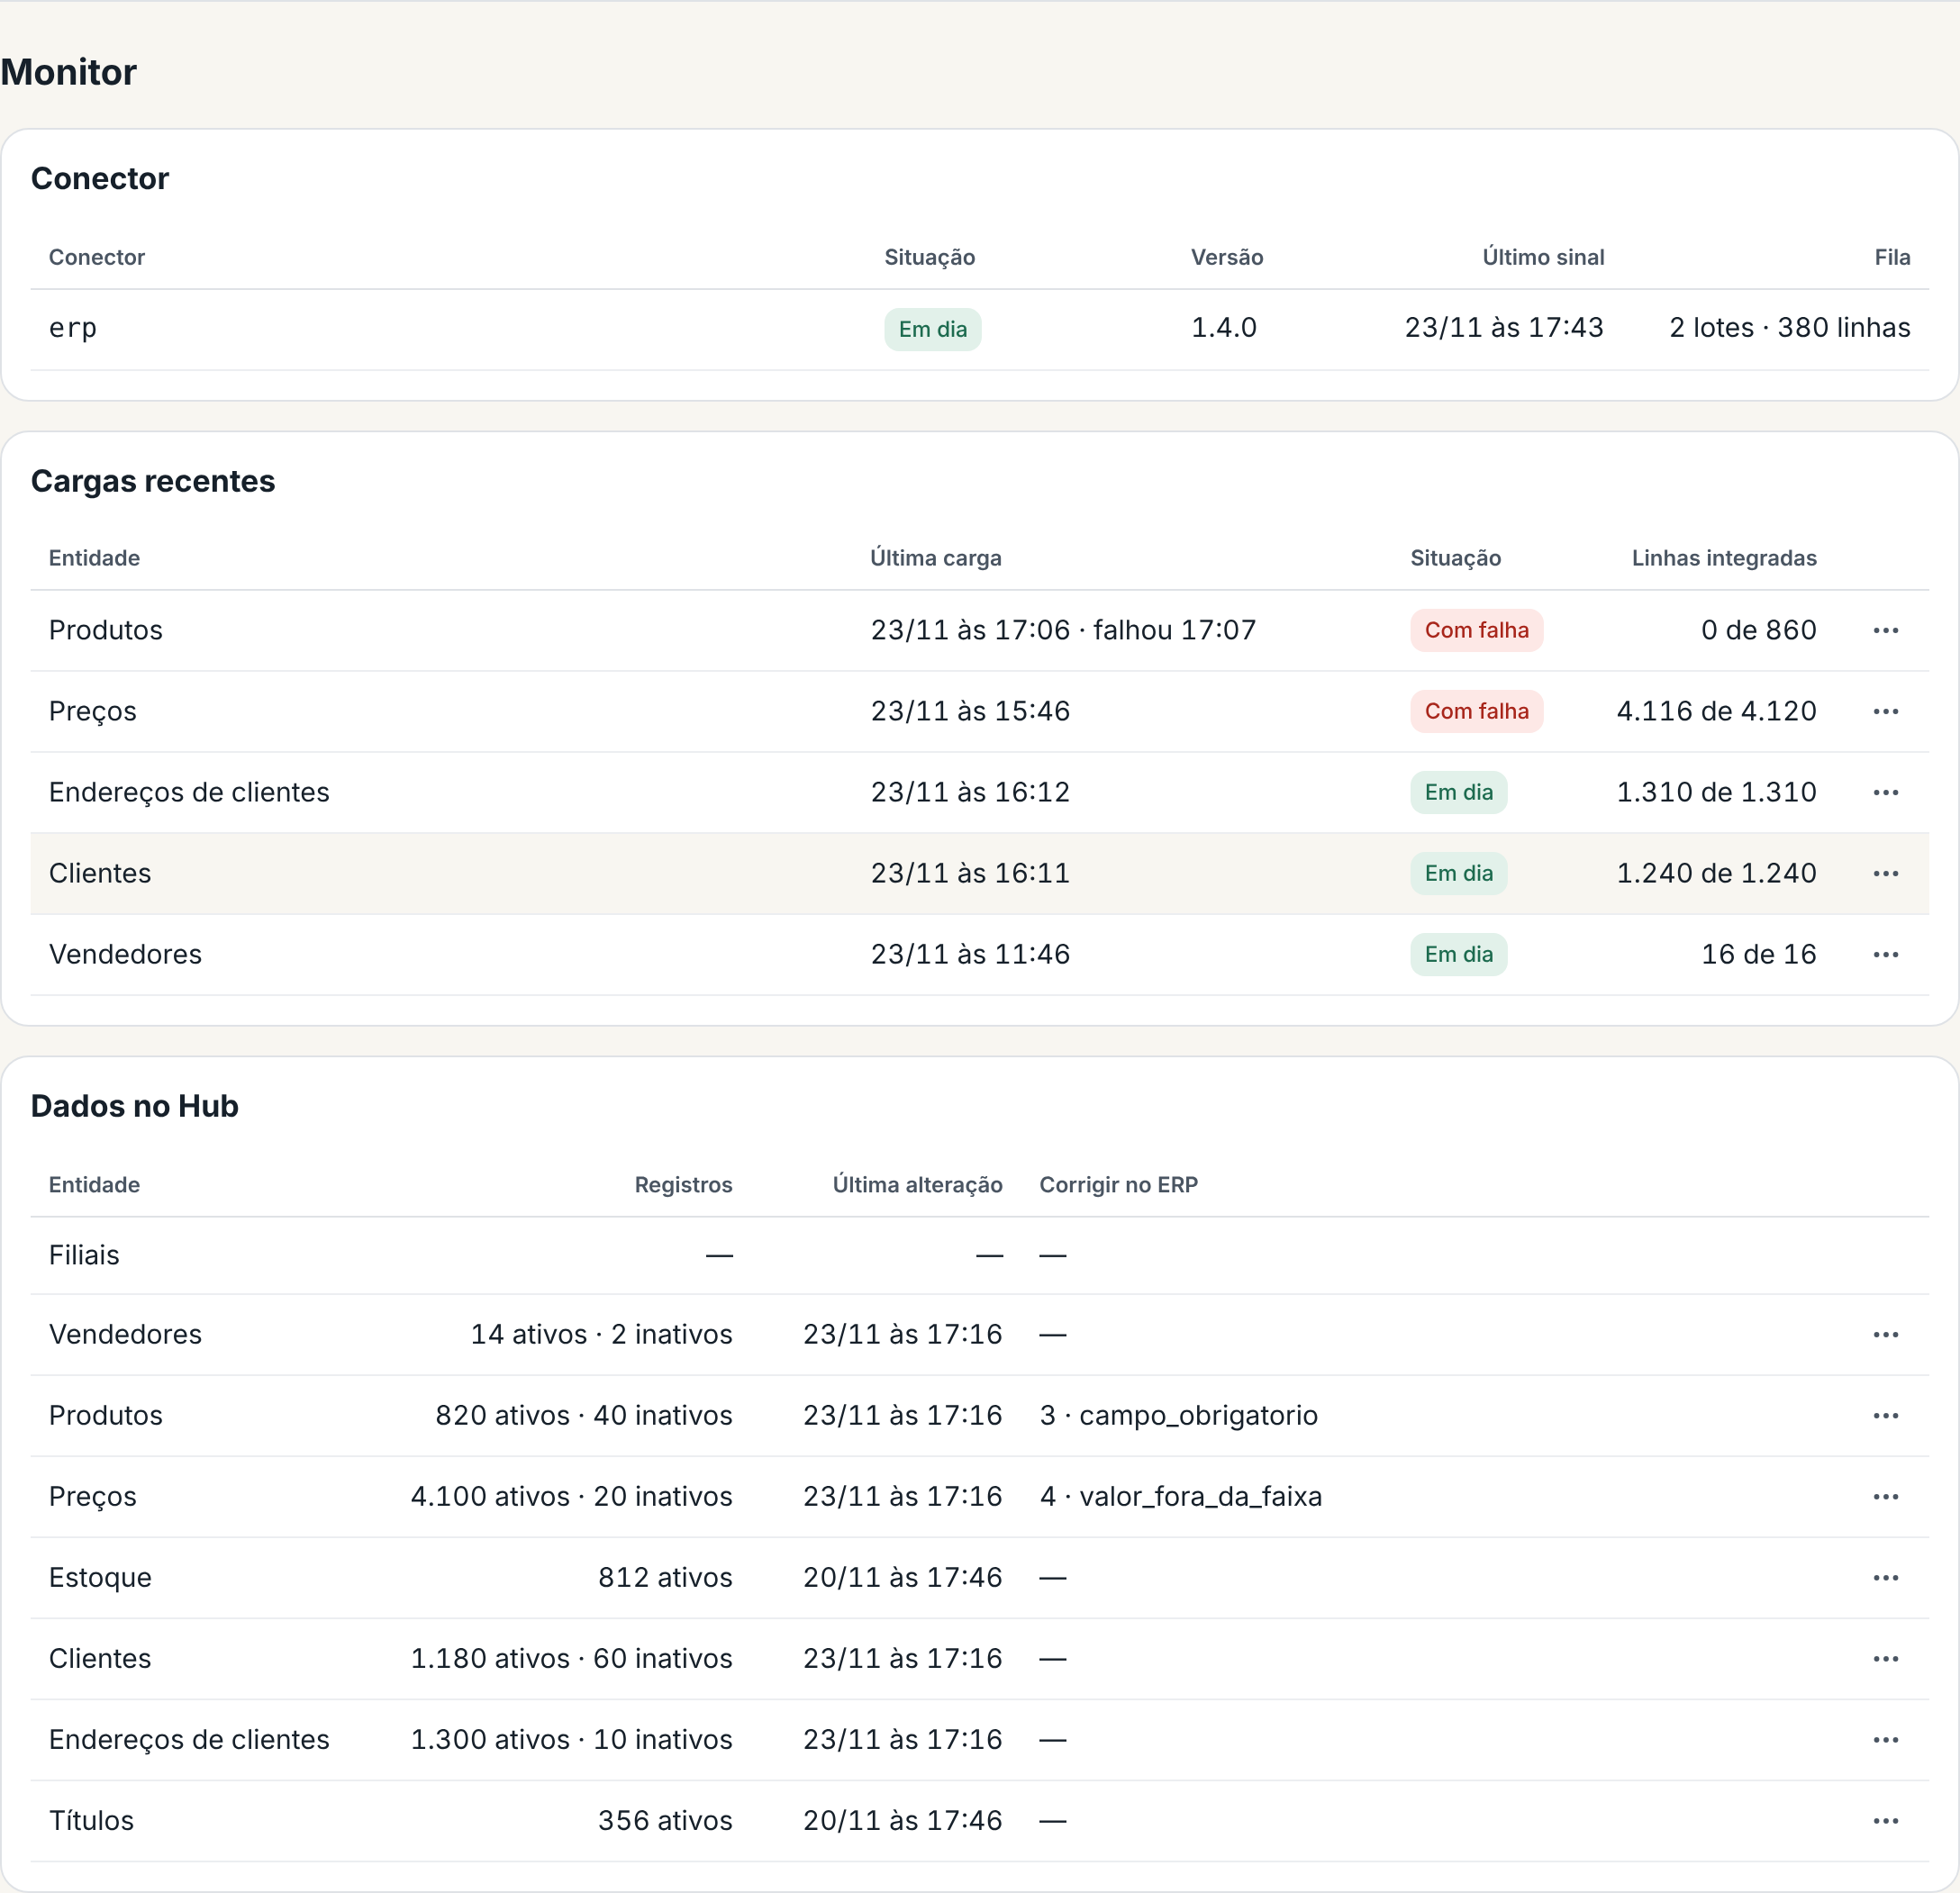 Monitor
Conector
Conector Situação Versão Último sinal Fila
erp Em dia 1.4.0 23/11 às 17:43 2 lotes · 380 linhas
Cargas recentes
Entidade Última carga Situação Linhas integradas
Produtos 23/11 às 17:06 · falhou 17:07 Com falha 0 de 860
Preços 23/11 às 15:46 Com falha 4.116 de 4.120
Endereços de clientes 23/11 às 16:12 Em dia 1.310 de 1.310
Clientes 23/11 às 16:11 Em dia 1.240 de 1.240
Vendedores 23/11 às 11:46 Em dia 16 de 16
Dados no Hub
Entidade Registros Última alteração Corrigir no ERP
Filiais — — —
Vendedores 14 ativos · 2 inativos 23/11 às 17:16 —
Produtos 820 ativos · 40 inativos 23/11 às 17:16 3 · campo_obrigatorio
Preços 4.100 ativos · 20 inativos 23/11 às 17:16 4 · valor_fora_da_faixa
Estoque 812 ativos 20/11 às 17:46 —
Clientes 1.180 ativos · 60 inativos 23/11 às 17:16 —
Endereços de clientes 1.300 ativos · 10 inativos 23/11 às 17:16 —
Títulos 356 ativos 20/11 às 17:46 —